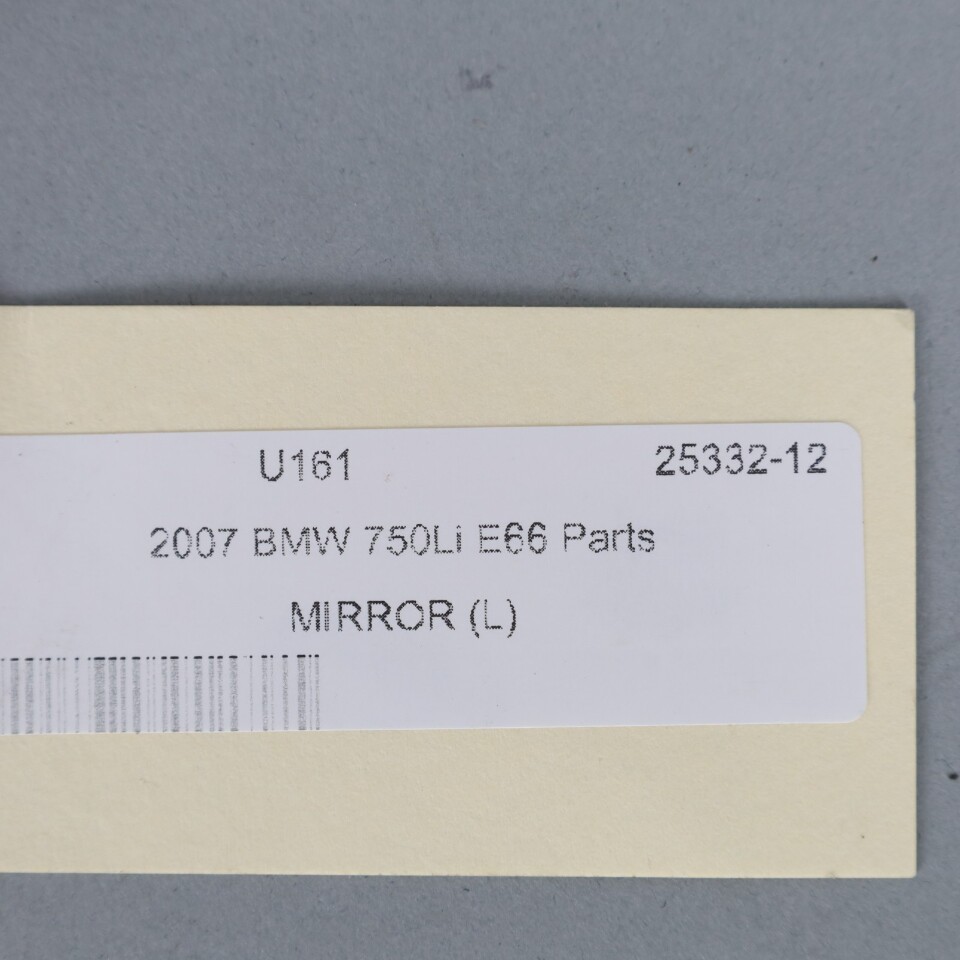 U161 25332-12
2007 BMW 750Li E66 Parts
MIRROR (L)